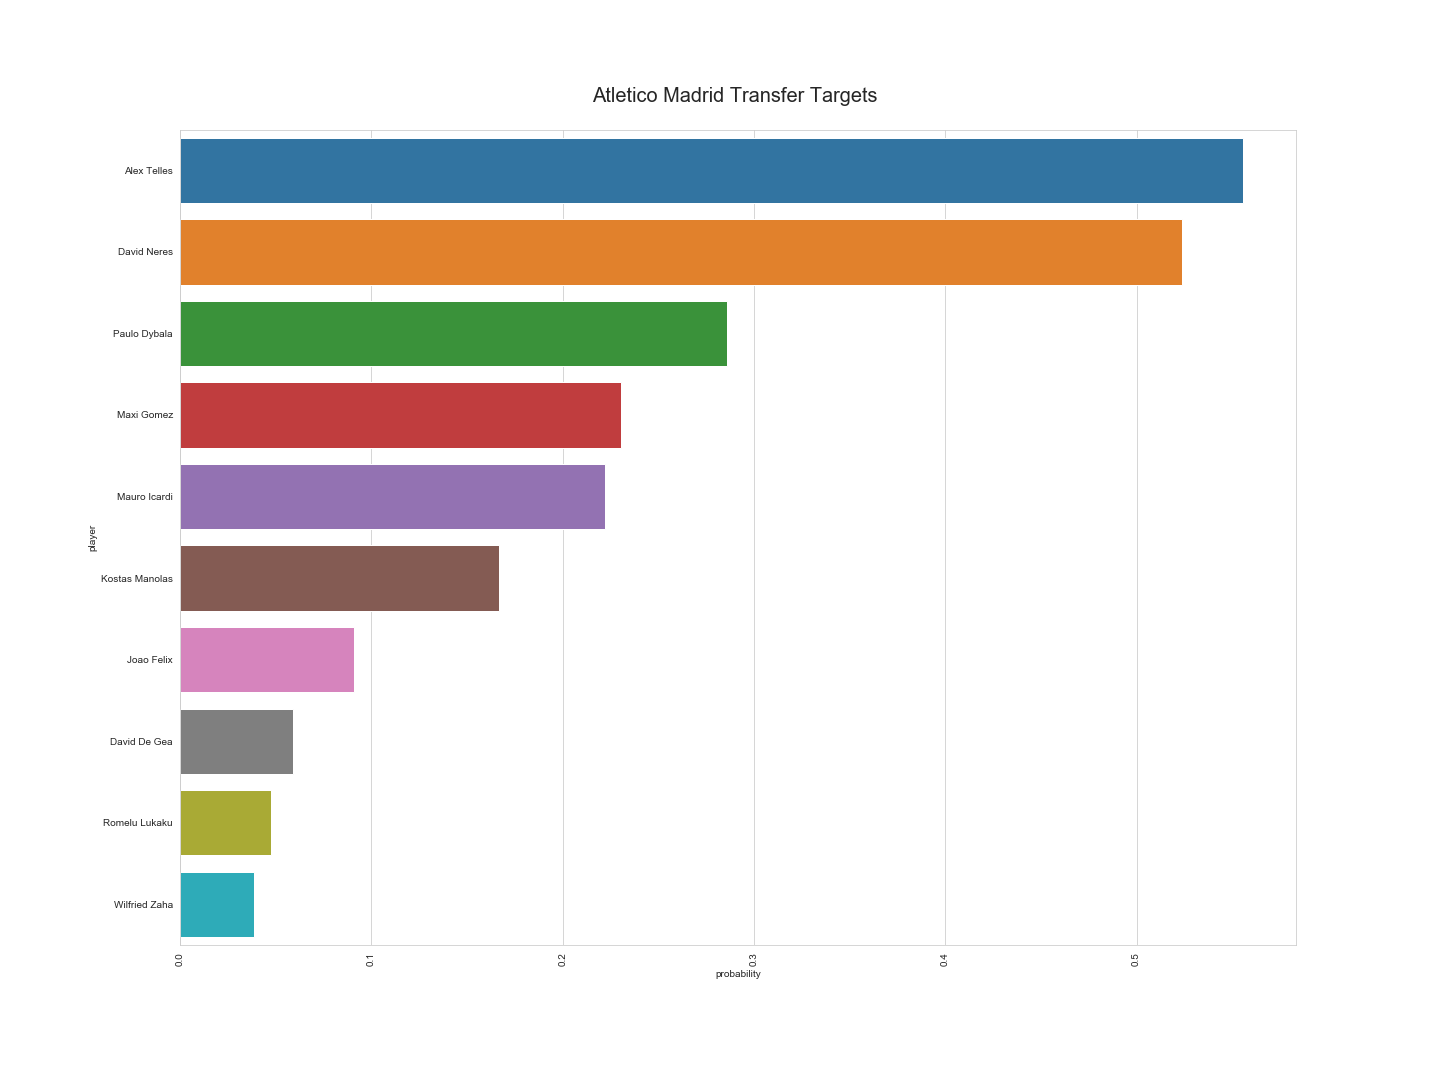 Atletico Madrid Transfer Targets
Alex Telles
David Neres
Paulo Dybala
Maxi Gomez
Mauro Icardi
player
Kostas Manolas
Joao Felix
David De Gea
Romelu Lukaku
Wilfried Zaha
0.0 0.1 0.2 0.3 0.4 0.5
probability